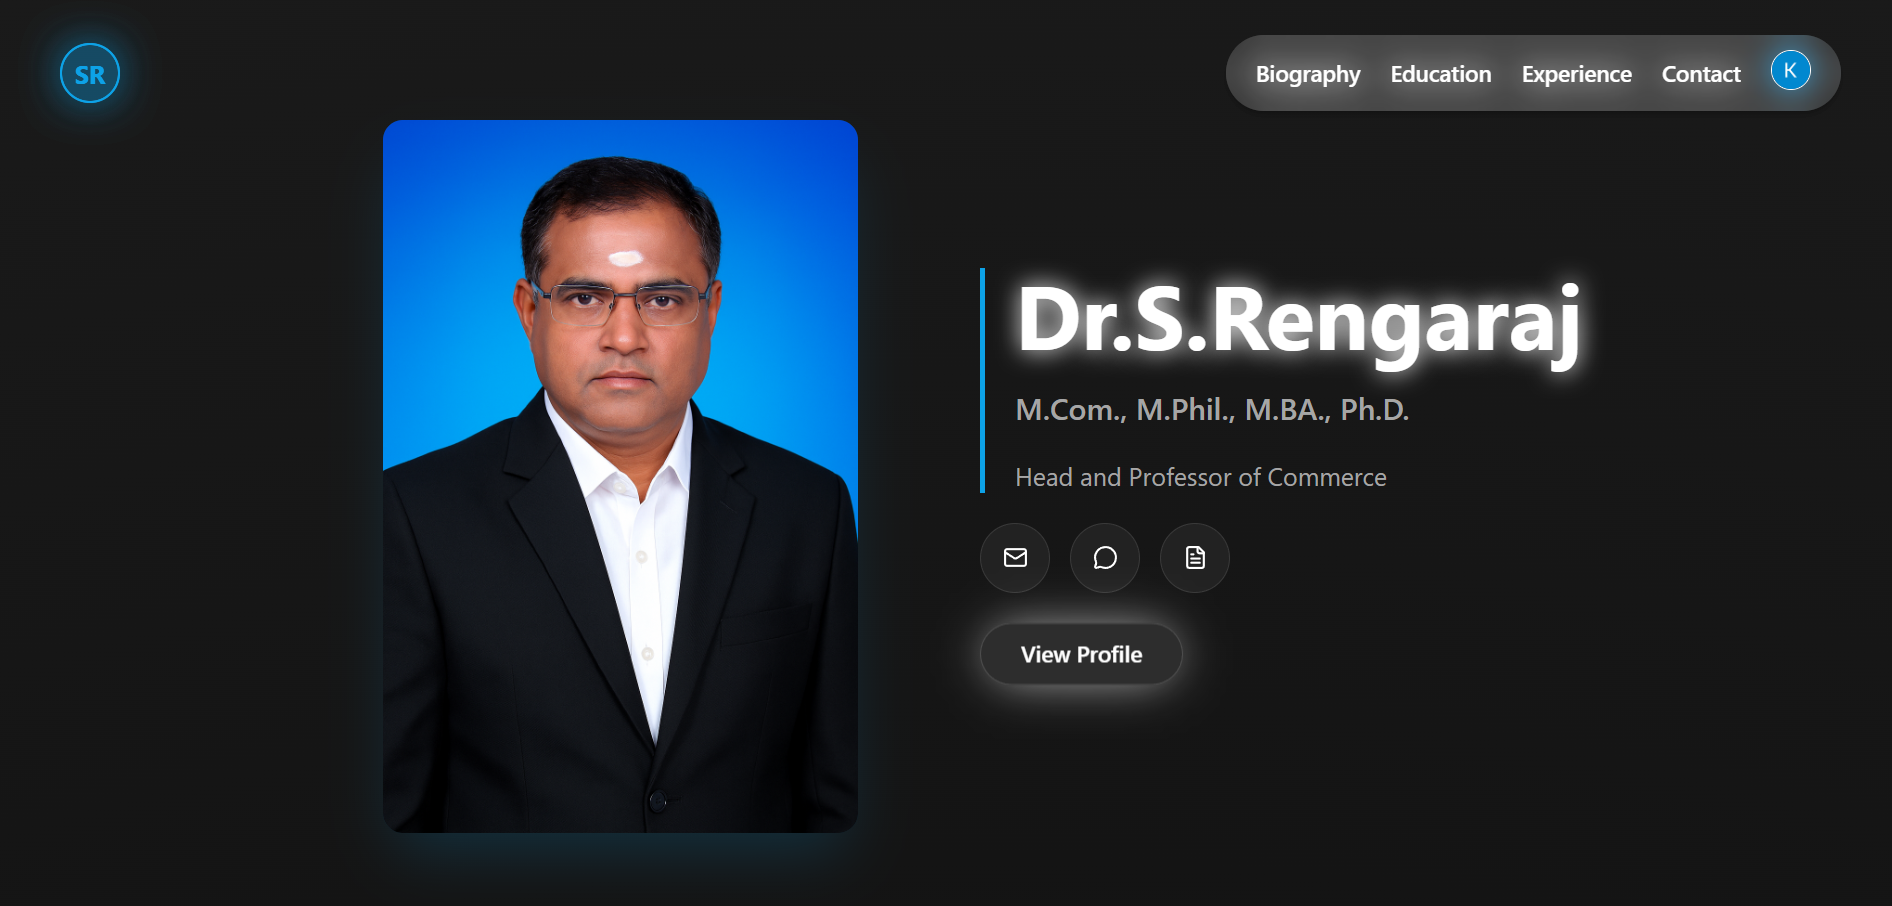 SR
Biography Education Experience Contact K
Dr.S.Rengaraj
M.Com., M.Phil., M.BA., Ph.D.
Head and Professor of Commerce
View Profile